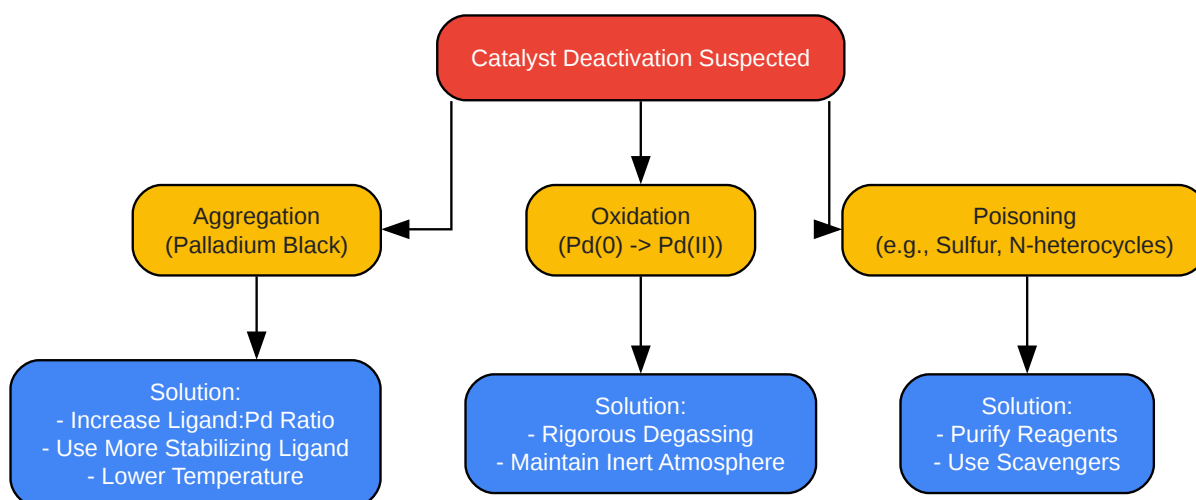 Catalyst Deactivation Suspected
Aggregation
(Palladium Black)
Oxidation
(Pd(0) -> Pd(II))
Poisoning
(e.g., Sulfur, N-heterocycles)
Solution:
- Increase Ligand:Pd Ratio
- Use More Stabilizing Ligand
- Lower Temperature
Solution:
- Rigorous Degassing
- Maintain Inert Atmosphere
Solution:
- Purify Reagents
- Use Scavengers